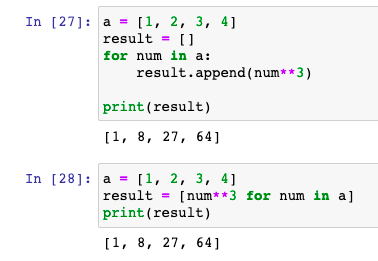 In [27]: a = [1, 2, 3, 4]
result = []
for num in a:
    result.append(num**3)
print(result)
[1, 8, 27, 64]
In [28]: a = [1, 2, 3, 4]
result = [num**3 for num in a]
print(result)
[1, 8, 27, 64]